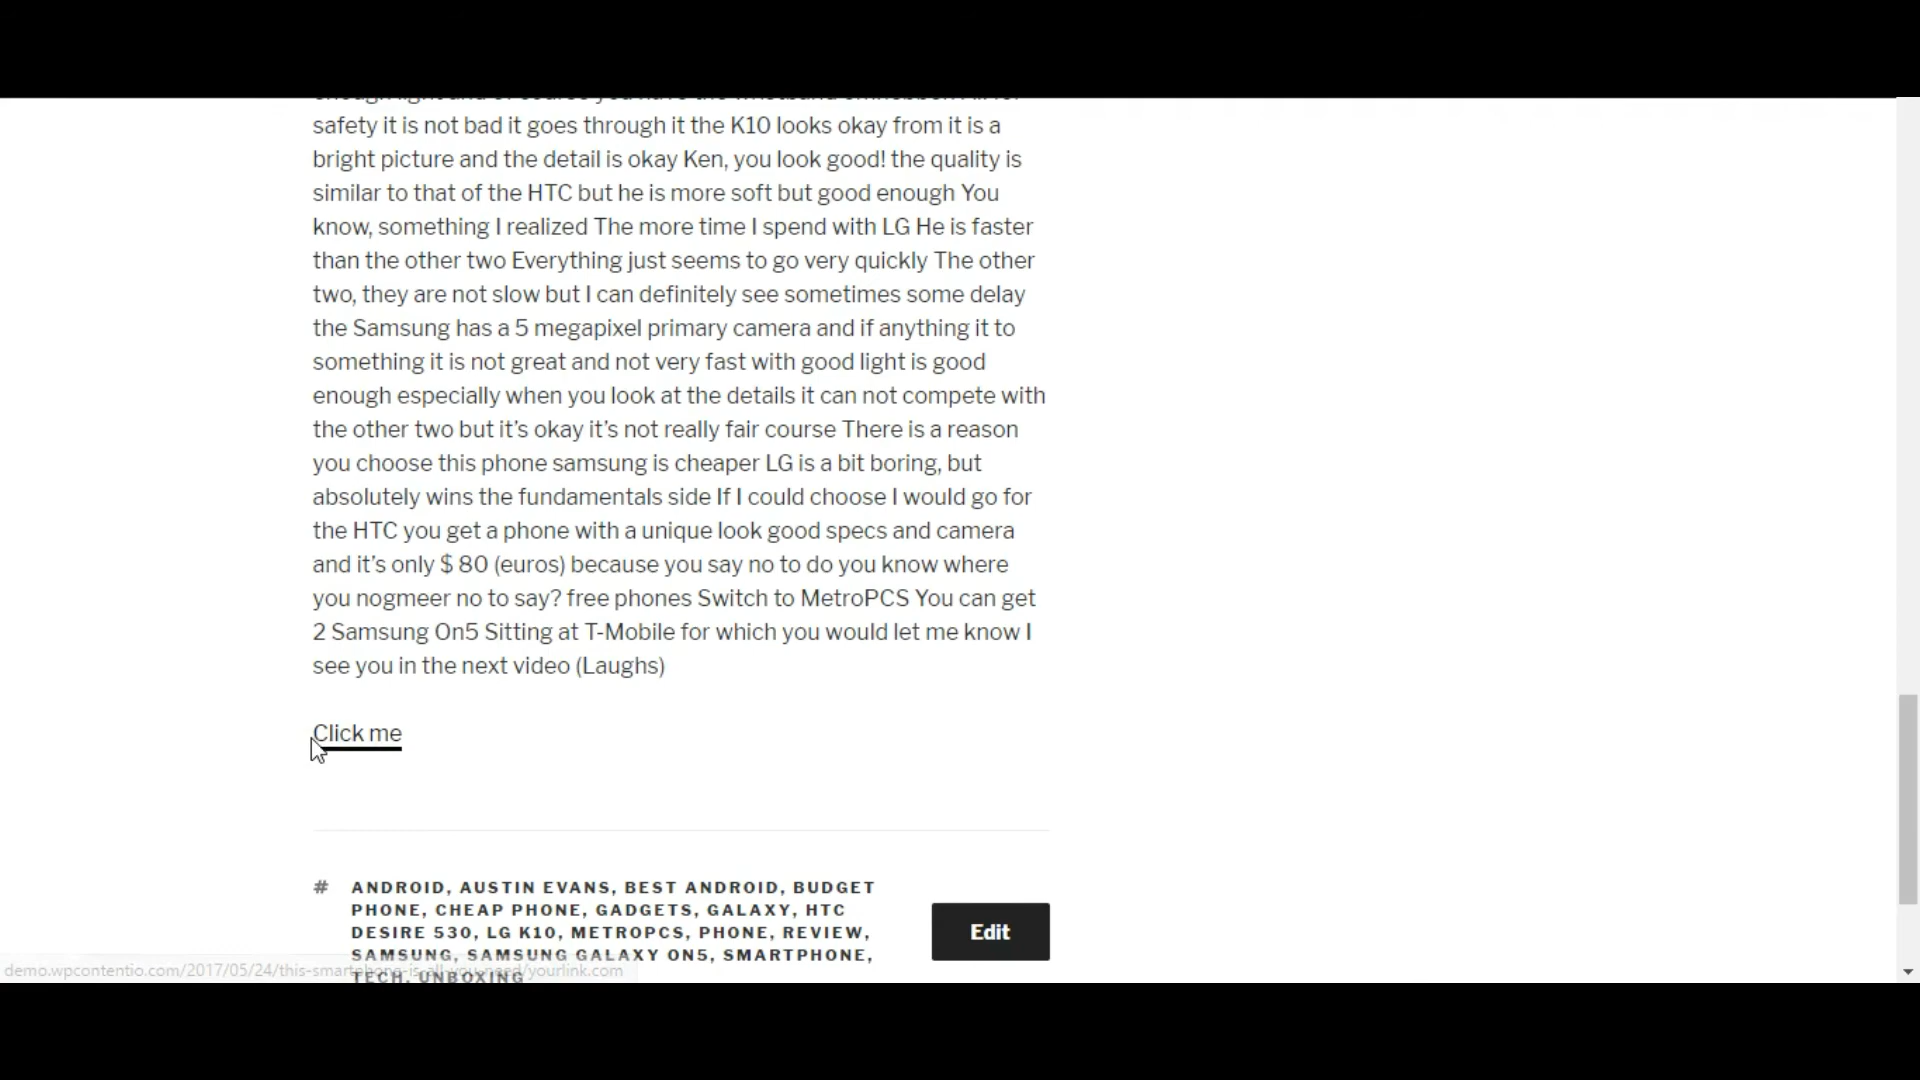 safety it is not bad it goes through it the K10 looks okay from it is a
bright picture and the detail is okay Ken, you look good! the quality is
similar to that of the HTC but he is more soft but good enough You
know, something I realized The more time I spend with LG He is faster
than the other two Everything just seems to go very quickly The other
two, they are not slow but I can definitely see sometimes some delay
the Samsung has a 5 megapixel primary camera and if anything it to
something it is not great and not very fast with good light is good
enough especially when you look at the details it can not compete with
the other two but it's okay it's not really fair course There is a reason
you choose this phone samsung is cheaper LG is a bit boring, but
absolutely wins the fundamentals side If I could choose I would go for
the HTC you get a phone with a unique look good specs and camera
and it's only $ 80 (euros) because you say no to do you know where
you nogmeer no to say? free phones Switch to MetroPCS You can get
2 Samsung On5 Sitting at T-Mobile for which you would let me know I
see you in the next video (Laughs)
Click me
# ANDROID, AUSTIN EVANS, BEST ANDROID, BUDGET
PHONE, CHEAP PHONE, GADGETS, GALAXY, HTC
DESIRE 530, LG K10, METROPCS, PHONE, REVIEW,
SAMSUNG, SAMSUNG GALAXY ON5, SMARTPHONE,
TECH, UNBOXING
Edit
demo.wpcontentio.com/2017/05/24/this-smartphone-is-all-you-need/yourlink.com